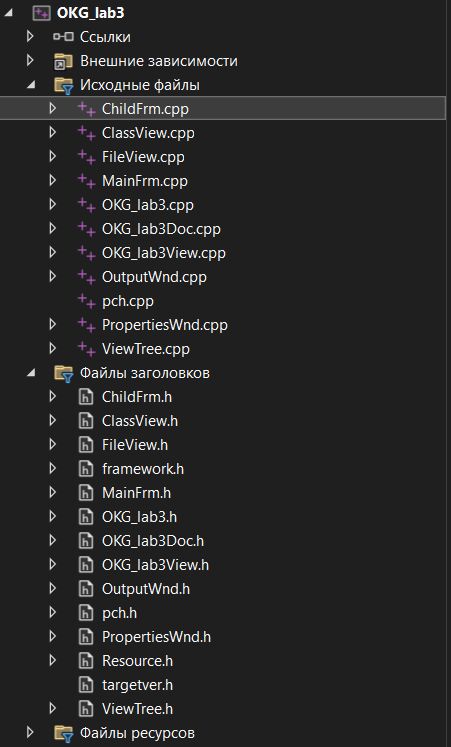 OKG_lab3
Ссылки
Внешние зависимости
Исходные файлы
ChildFrm.cpp
ClassView.cpp
FileView.cpp
MainFrm.cpp
OKG_lab3.cpp
OKG_lab3Doc.cpp
OKG_lab3View.cpp
OutputWnd.cpp
pch.cpp
PropertiesWnd.cpp
ViewTree.cpp
Файлы заголовков
ChildFrm.h
ClassView.h
FileView.h
framework.h
MainFrm.h
OKG_lab3.h
OKG_lab3Doc.h
OKG_lab3View.h
OutputWnd.h
pch.h
PropertiesWnd.h
Resource.h
targetver.h
ViewTree.h
Файлы ресурсов